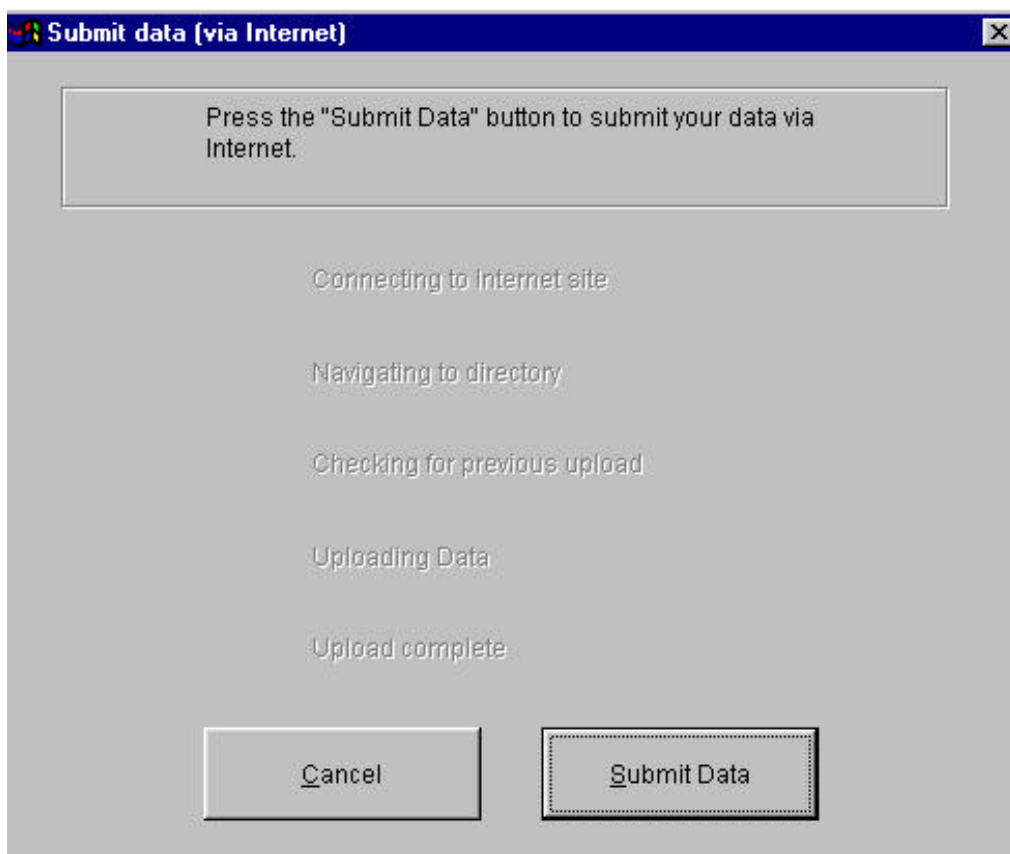 Submit data (via Internet)
Press the "Submit Data" button to submit your data via
Internet.
Connecting to Internet site
Navigating to directory
Checking for previous upload
Uploading Data
Upload complete
Cancel
Submit Data